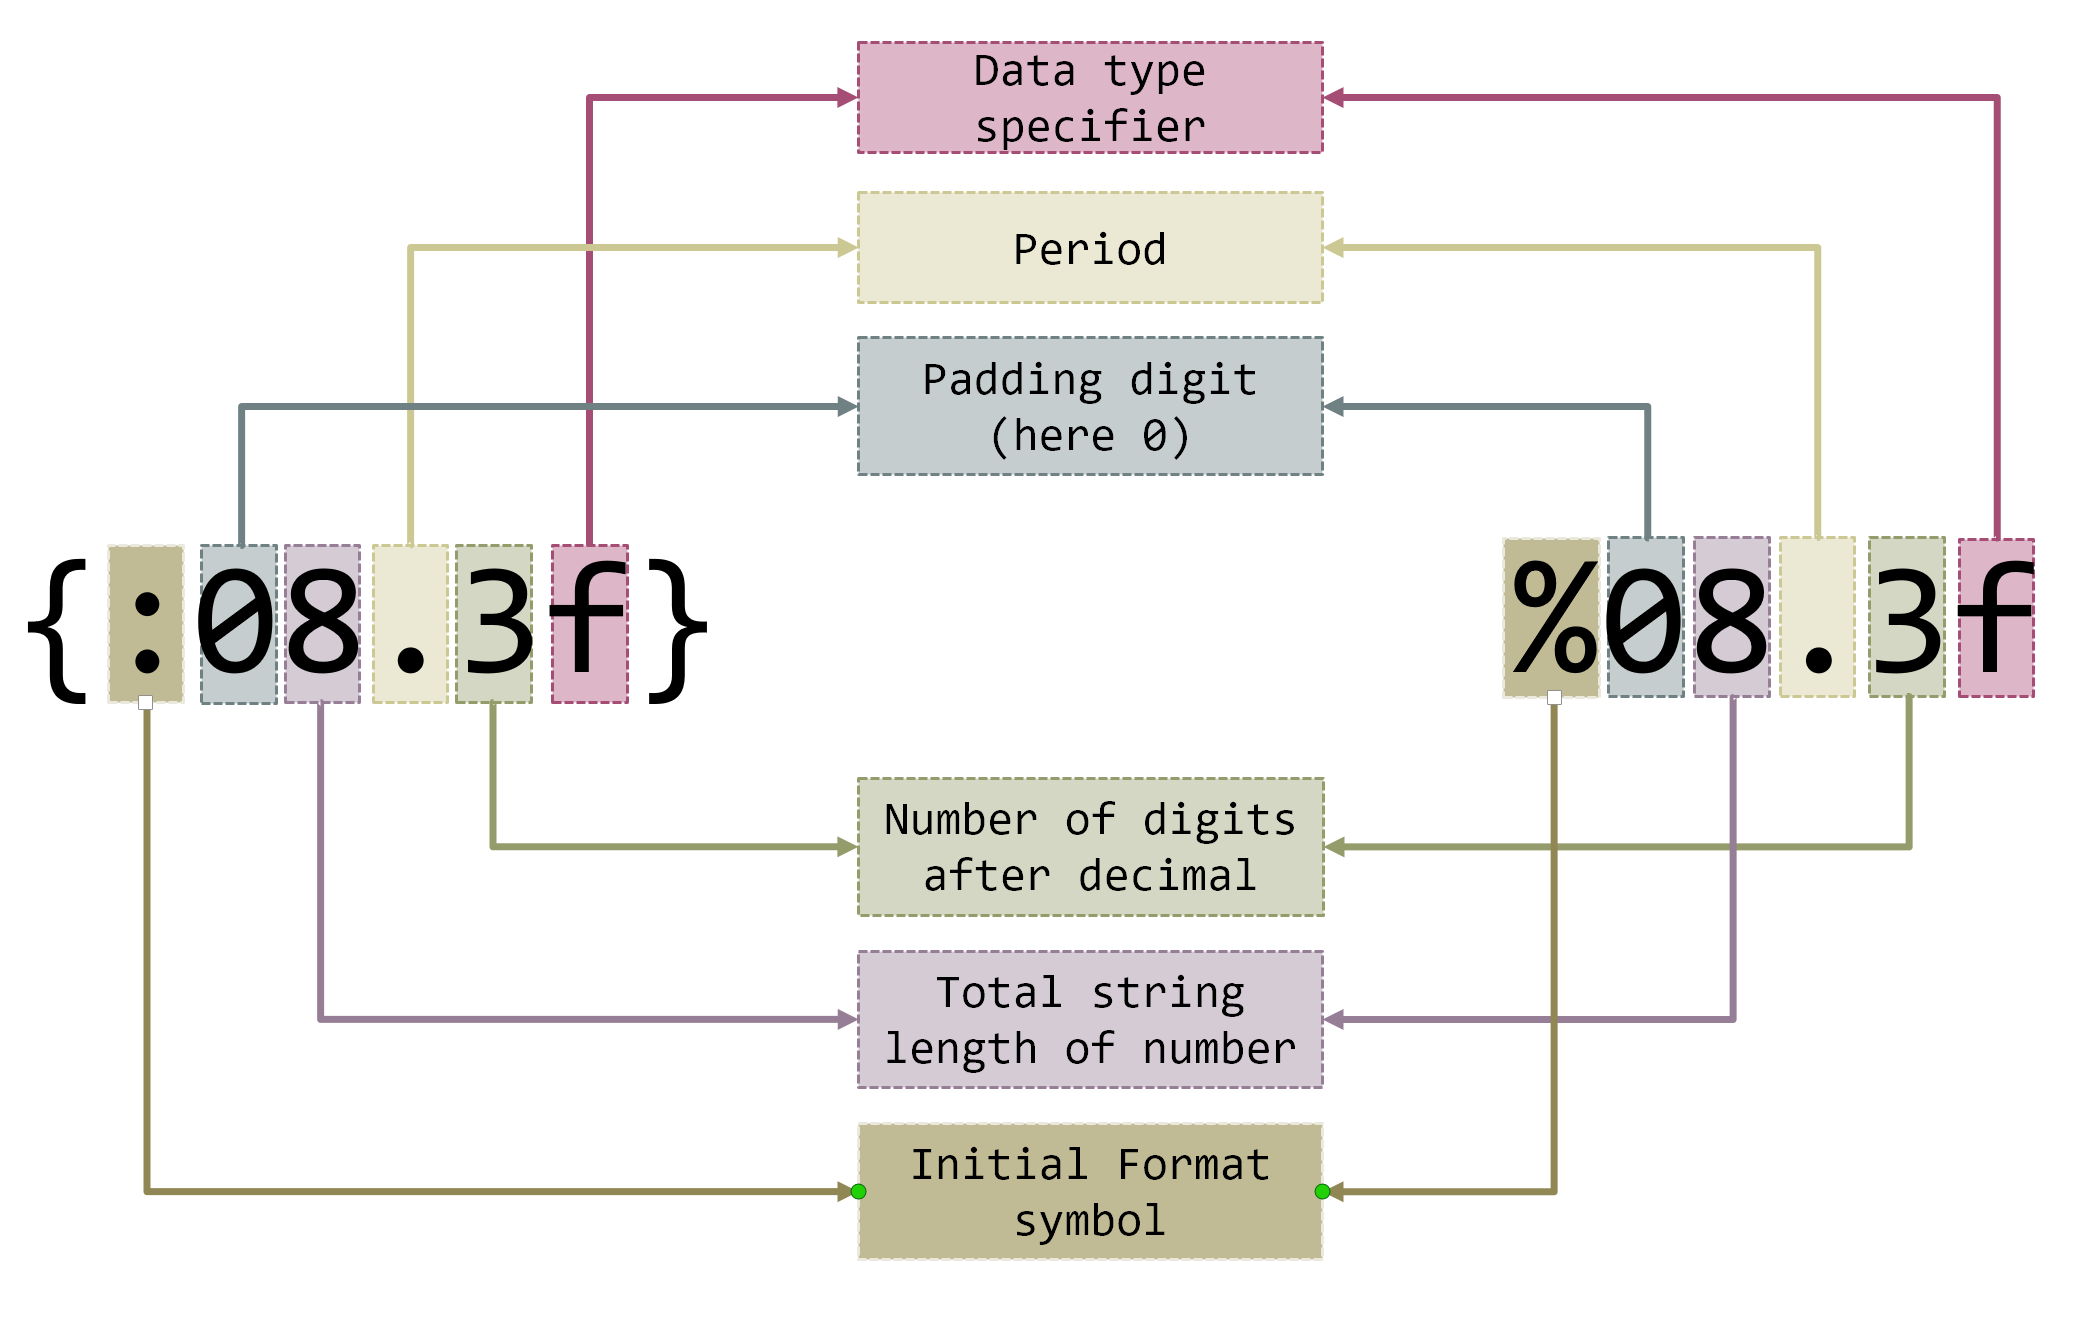 Data type
specifier
Period
Padding digit
(here 0)
{:08.3f}
%08.3f
Number of digits
after decimal
Total string
length of number
Initial Format
symbol